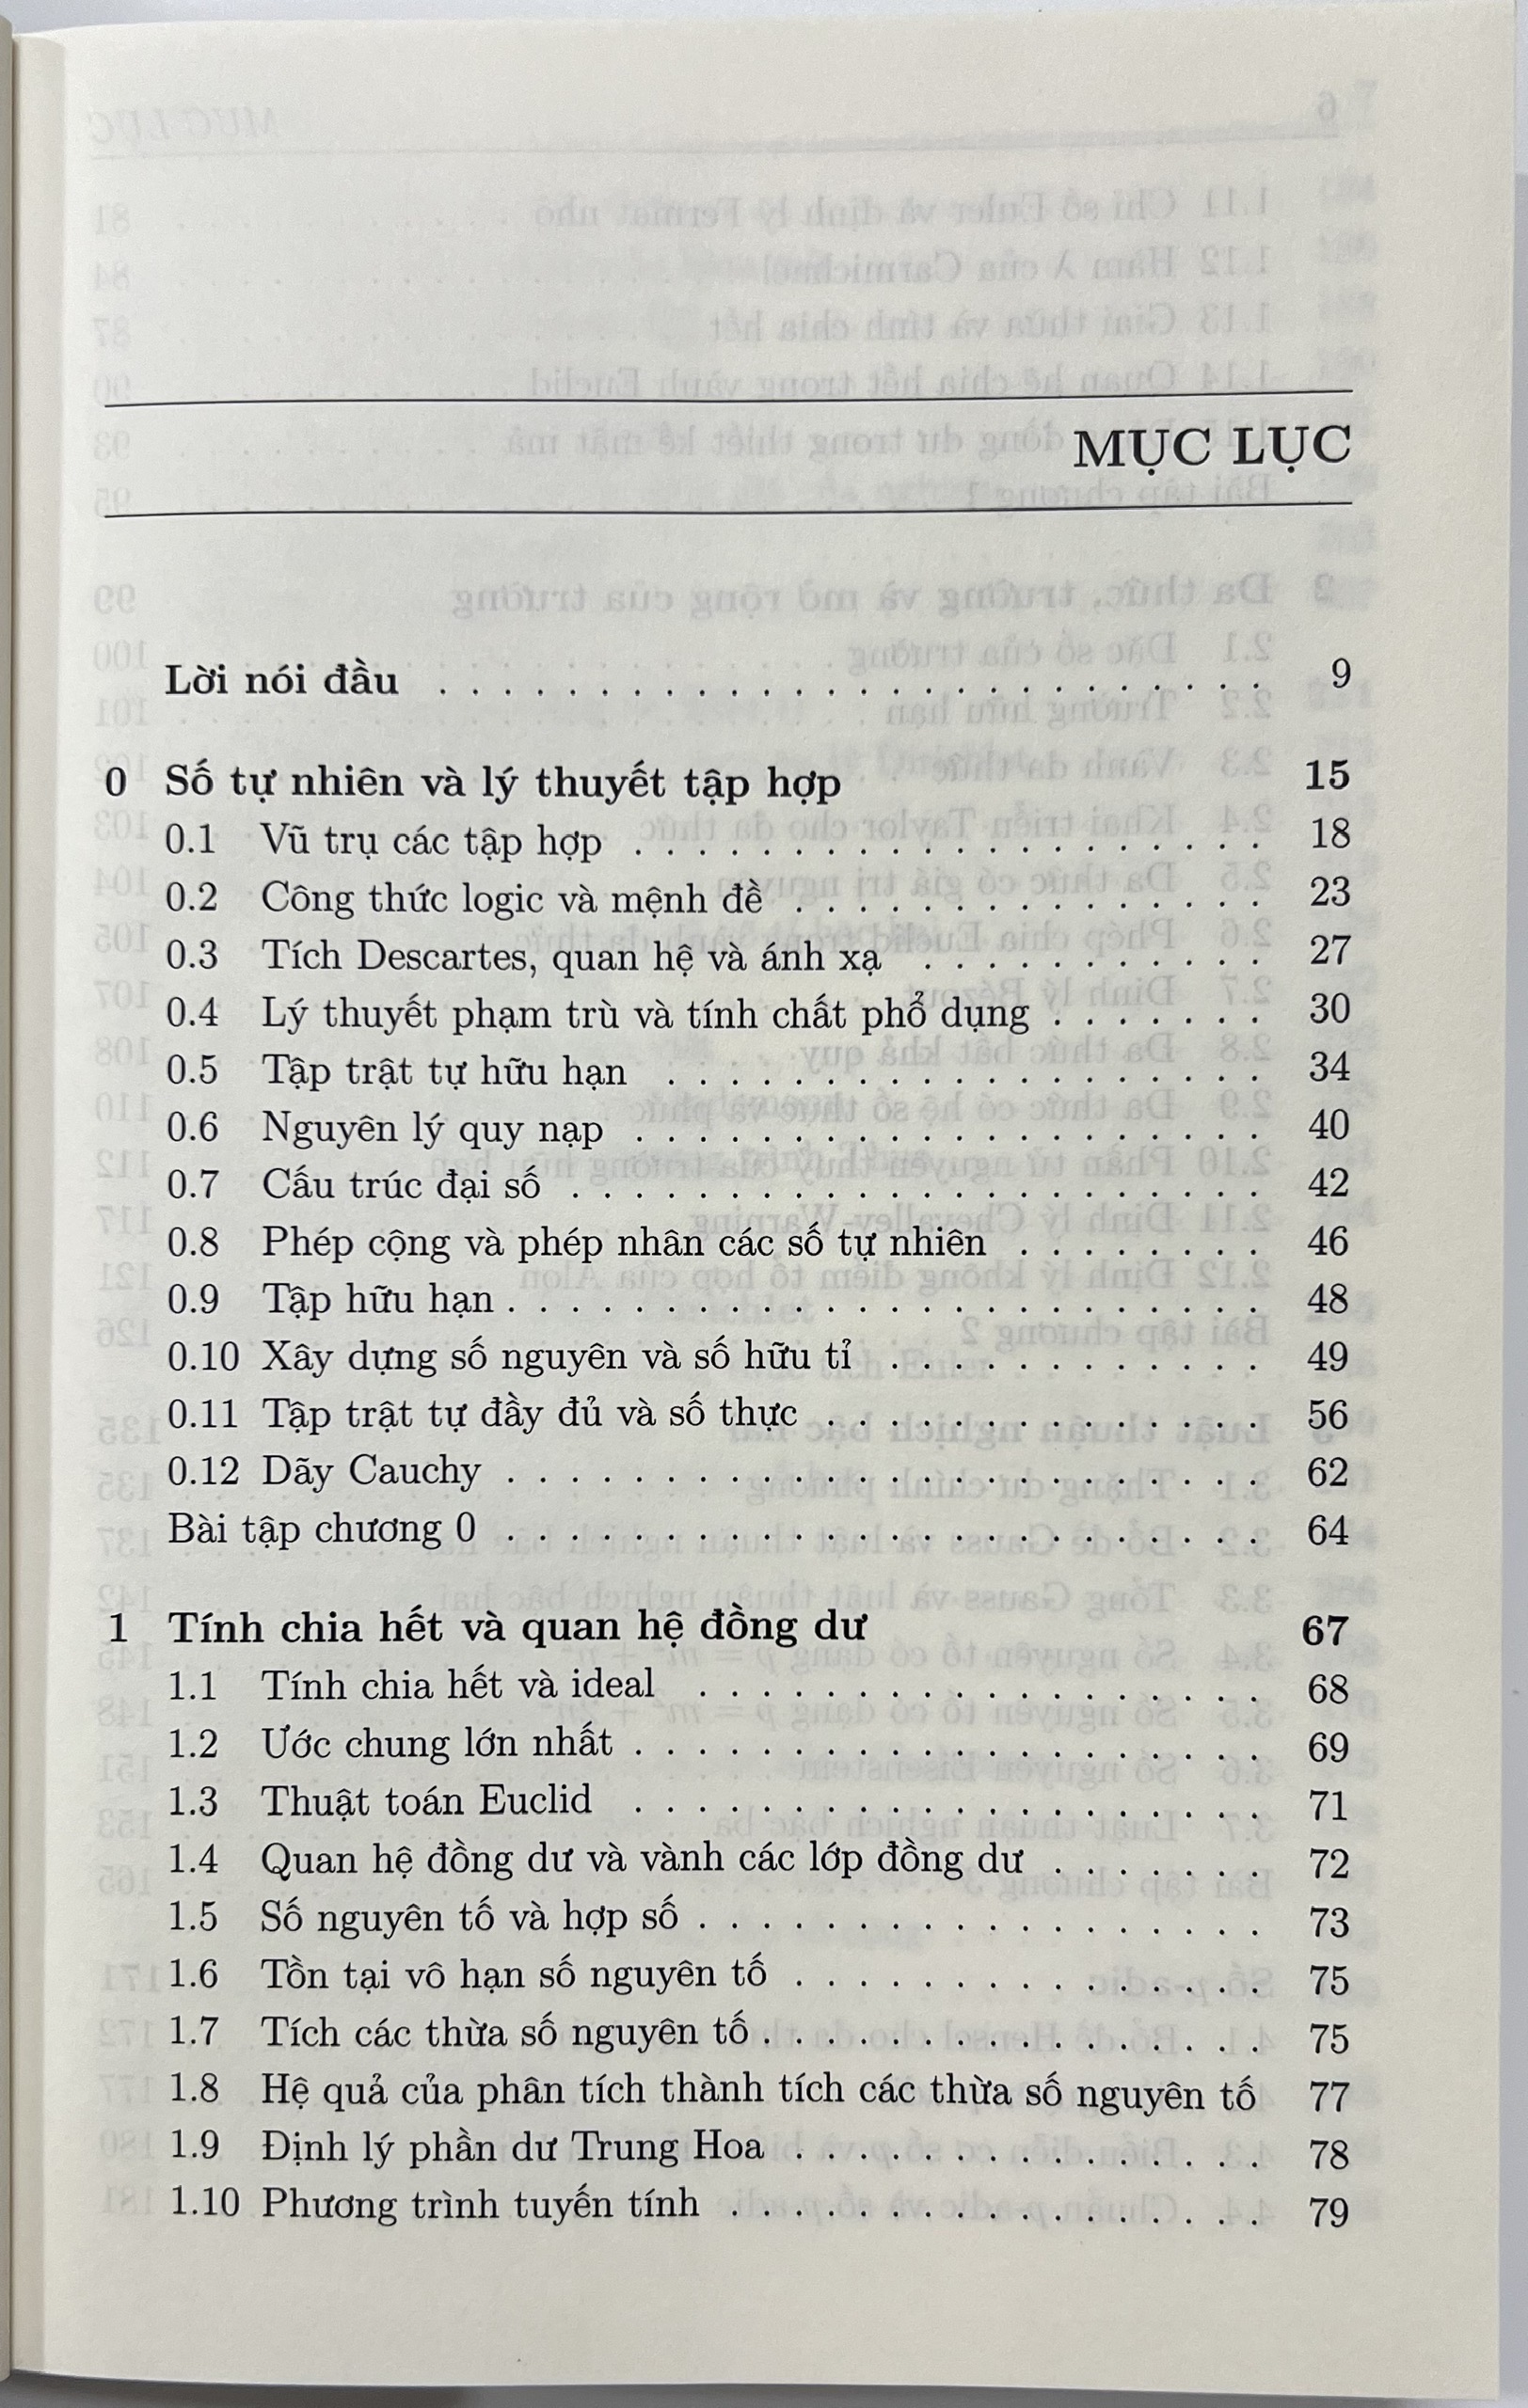 MỤC LỤC
Lời nói đầu . . . . . . . . . . . . . . . . . . . . . . . . . . 9
0 Số tự nhiên và lý thuyết tập hợp 15
0.1 Vũ trụ các tập hợp . . . . . . . . . . . . . . . . . . . . 18
0.2 Công thức logic và mệnh đề . . . . . . . . . . . . . . . 23
0.3 Tích Descartes, quan hệ và ánh xạ . . . . . . . . . . . 27
0.4 Lý thuyết phạm trù và tính chất phổ dụng . . . . . . . 30
0.5 Tập trật tự hữu hạn . . . . . . . . . . . . . . . . . . . 34
0.6 Nguyên lý quy nạp . . . . . . . . . . . . . . . . . . . . 40
0.7 Cấu trúc đại số . . . . . . . . . . . . . . . . . . . . . . 42
0.8 Phép cộng và phép nhân các số tự nhiên . . . . . . . . 46
0.9 Tập hữu hạn . . . . . . . . . . . . . . . . . . . . . . . . 48
0.10 Xây dựng số nguyên và số hữu tỉ . . . . . . . . . . . . 49
0.11 Tập trật tự đầy đủ và số thực . . . . . . . . . . . . . . 56
0.12 Dãy Cauchy . . . . . . . . . . . . . . . . . . . . . . . . 62
Bài tập chương 0 . . . . . . . . . . . . . . . . . . . . . . . . 64
1 Tính chia hết và quan hệ đồng dư 67
1.1 Tính chia hết và ideal . . . . . . . . . . . . . . . . . . 68
1.2 Ước chung lớn nhất . . . . . . . . . . . . . . . . . . . . 69
1.3 Thuật toán Euclid . . . . . . . . . . . . . . . . . . . . 71
1.4 Quan hệ đồng dư và vành các lớp đồng dư . . . . . . . 72
1.5 Số nguyên tố và hợp số . . . . . . . . . . . . . . . . . . 73
1.6 Tồn tại vô hạn số nguyên tố . . . . . . . . . . . . . . . 75
1.7 Tích các thừa số nguyên tố . . . . . . . . . . . . . . . . 75
1.8 Hệ quả của phân tích thành tích các thừa số nguyên tố 77
1.9 Định lý phần dư Trung Hoa . . . . . . . . . . . . . . . 78
1.10 Phương trình tuyến tính . . . . . . . . . . . . . . . . . 79